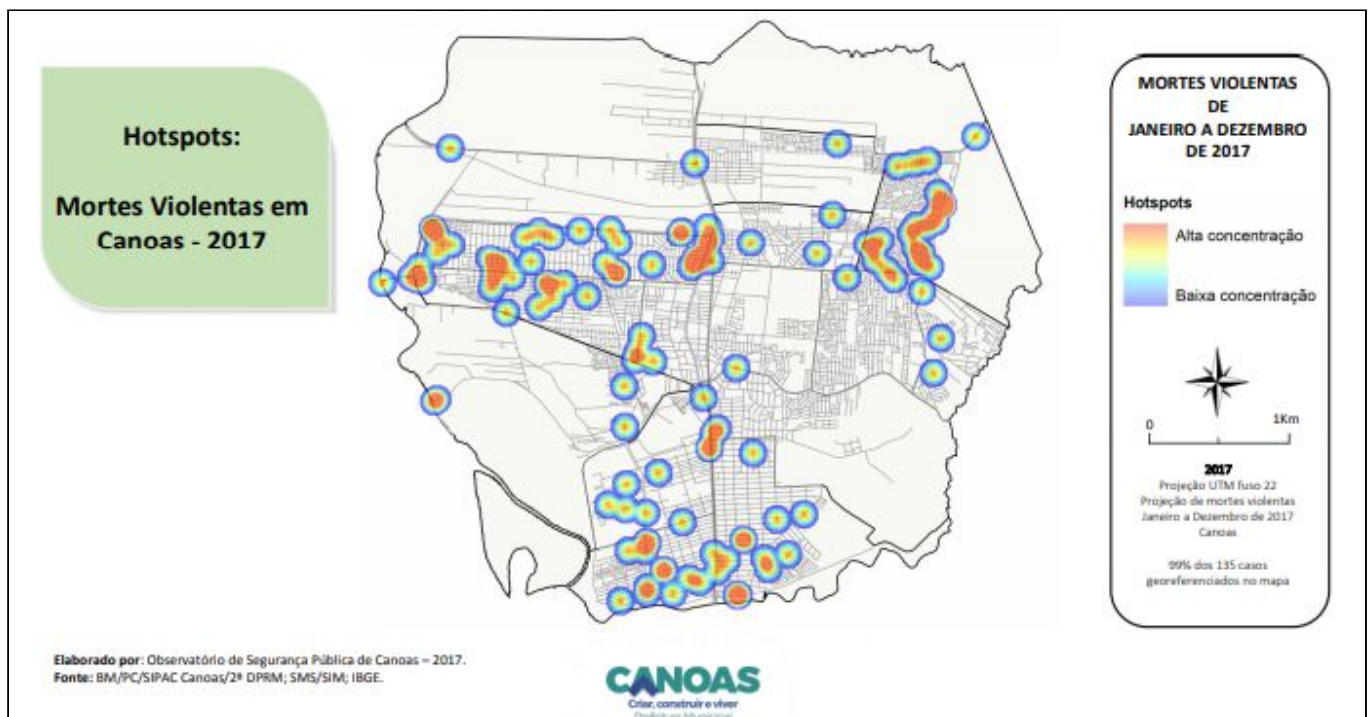 Hotspots:
Mortes Violentas em
Canoas - 2017
MORTES VIOLENTAS
DE
JANEIRO A DEZEMBRO
DE 2017
Hotspots
Alta concentração
Baixa concentração
0 1Km
2017
Projeção UTM fuso 22
Projeção de mortes violentas
Janeiro a Dezembro de 2017
Canoas
99% dos 135 casos
georeferenciados no mapa
Elaborado por: Observatório de Segurança Pública de Canoas – 2017.
Fonte: BM/PC/SIPAC Canoas/2ª DPRM; SMS/SIM; IBGE.
CANOAS
Criar, construir e viver
Prefeitura Municipal